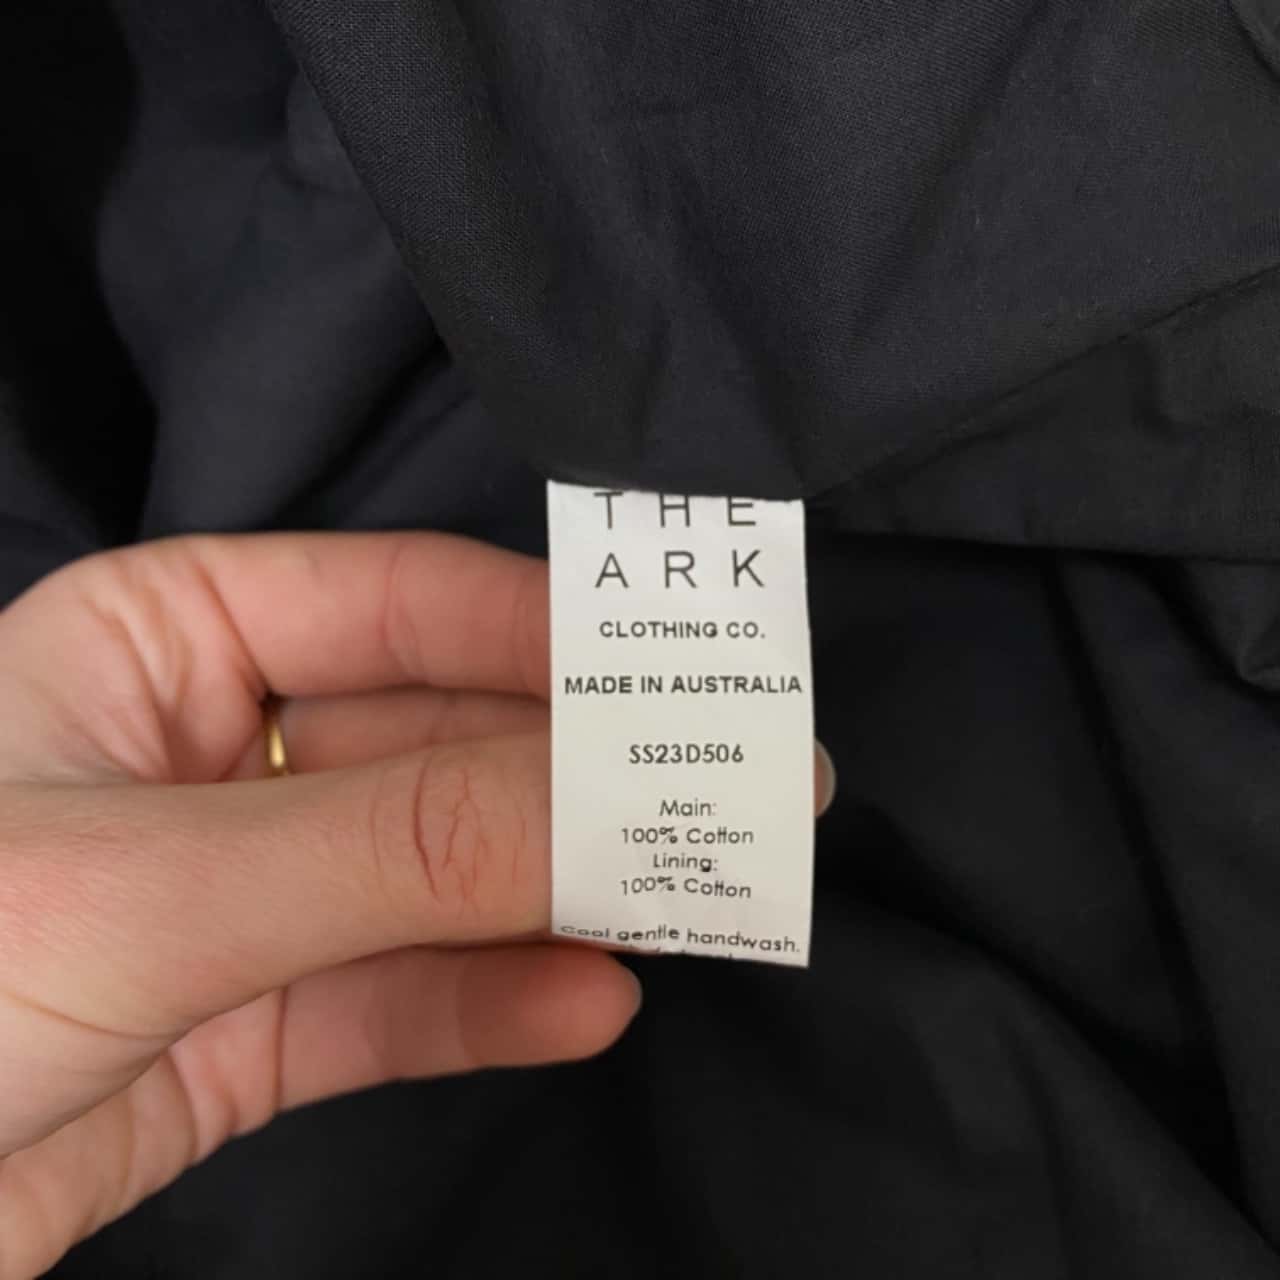 THE
ARK
CLOTHING CO.
MADE IN AUSTRALIA
SS23D506
Main:
100% Cotton
Lining:
100% Cotton
Cool gentle handwash.